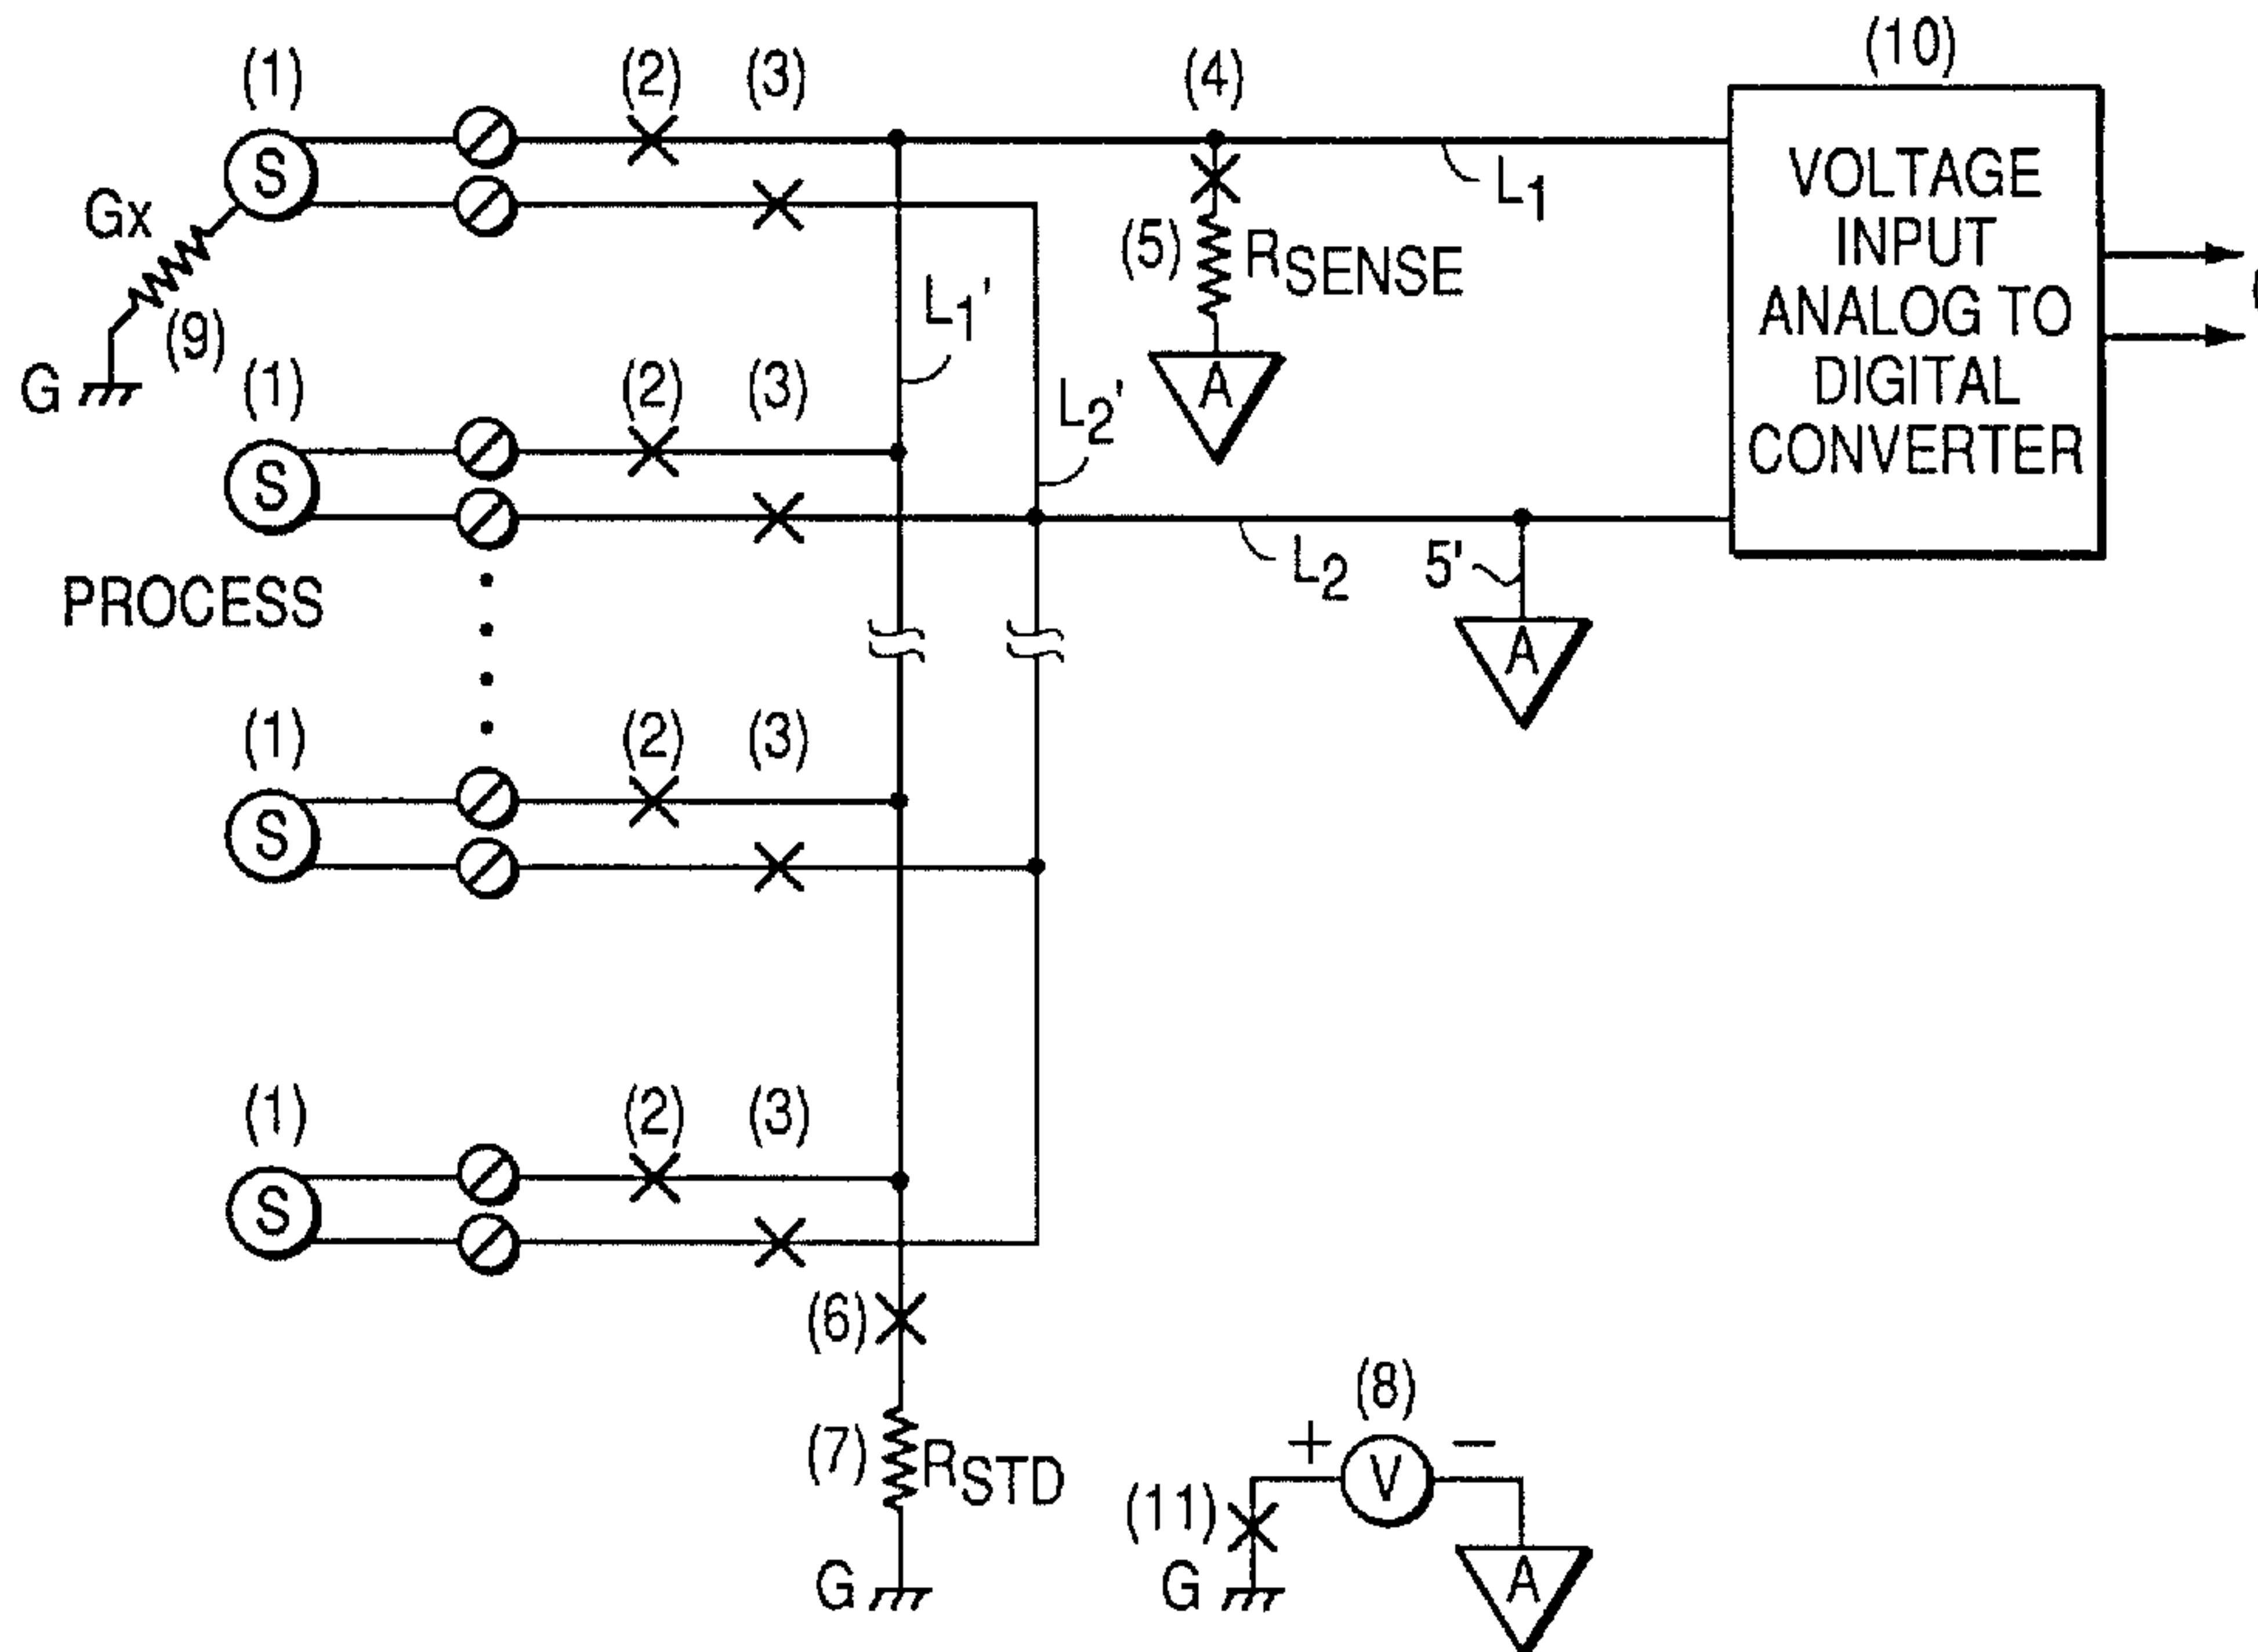 (1) (2) (3) (4) (10)
S
Gx
(9)
G
L1
VOLTAGE
INPUT
ANALOG TO
DIGITAL
CONVERTER
(5) RSENSE
A
L1'
L2'
(1) (2) (3)
S
L2
5'
A
PROCESS
(1) (2) (3)
S
(1) (2) (3)
S
(6)
(7) RSTD
G
(8)
+ V −
(11)
G
A